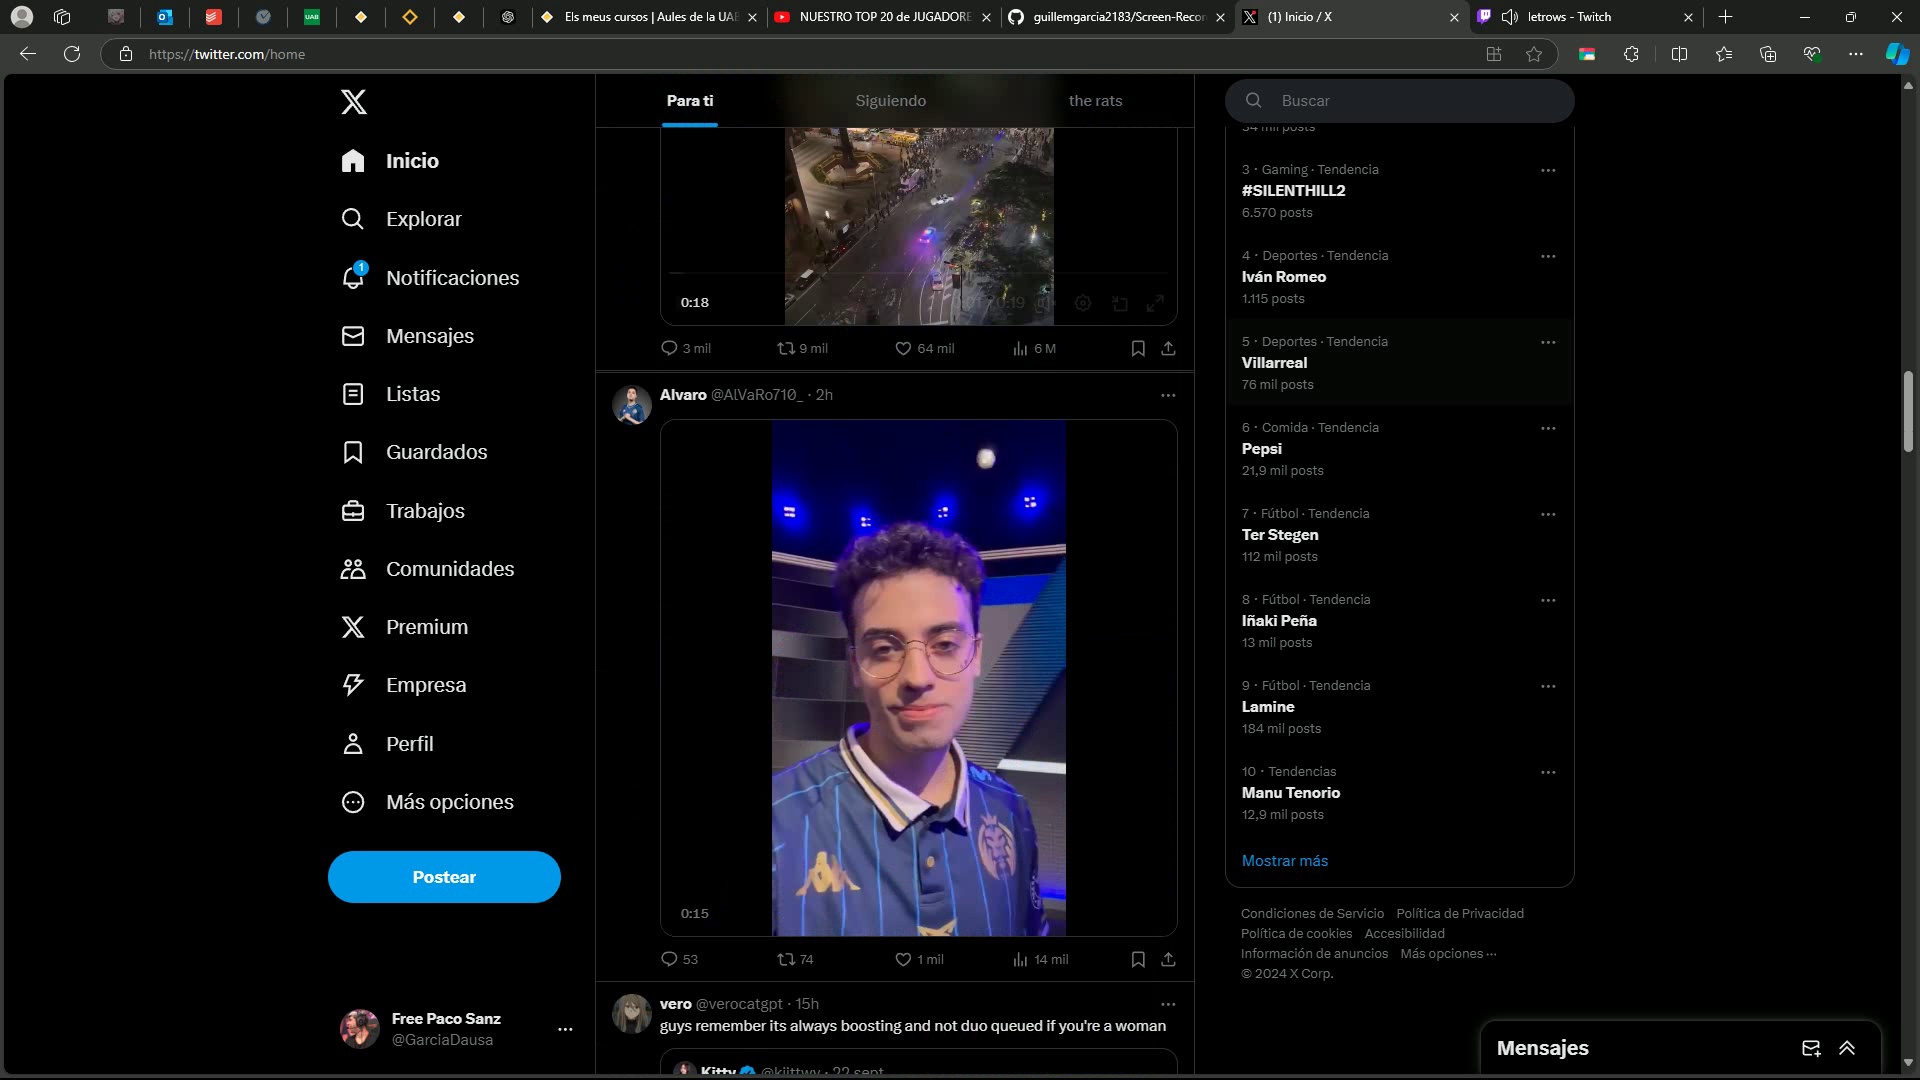 Els meus cursos | Aules de la UAB
NUESTRO TOP 20 de JUGADORE
guillemgarcia2183/Screen-Recor
(1) Inicio / X
letrows - Twitch
https://twitter.com/home
Inicio
Explorar
1
Notificaciones
Mensajes
Listas
Guardados
Trabajos
Comunidades
Premium
Empresa
Perfil
Más opciones
Postear
Free Paco Sanz
@GarciaDausa
Para ti
Siguiendo
the rats
0:18
3 mil
9 mil
64 mil
6 M
Alvaro @AlVaRo710_ · 2h
0:15
53
74
1 mil
14 mil
vero @verocatgpt · 15h
guys remember its always boosting and not duo queued if you're a woman
Kitty @kiittwy · 22 sept
Buscar
34 mil posts
3 · Gaming · Tendencia
#SILENTHILL2
6.570 posts
4 · Deportes · Tendencia
Iván Romeo
1.115 posts
5 · Deportes · Tendencia
Villarreal
76 mil posts
6 · Comida · Tendencia
Pepsi
21,9 mil posts
7 · Fútbol · Tendencia
Ter Stegen
112 mil posts
8 · Fútbol · Tendencia
Iñaki Peña
13 mil posts
9 · Fútbol · Tendencia
Lamine
184 mil posts
10 · Tendencias
Manu Tenorio
12,9 mil posts
Mostrar más
Condiciones de Servicio Política de Privacidad
Política de cookies Accesibilidad
Información de anuncios Más opciones ···
© 2024 X Corp.
Mensajes